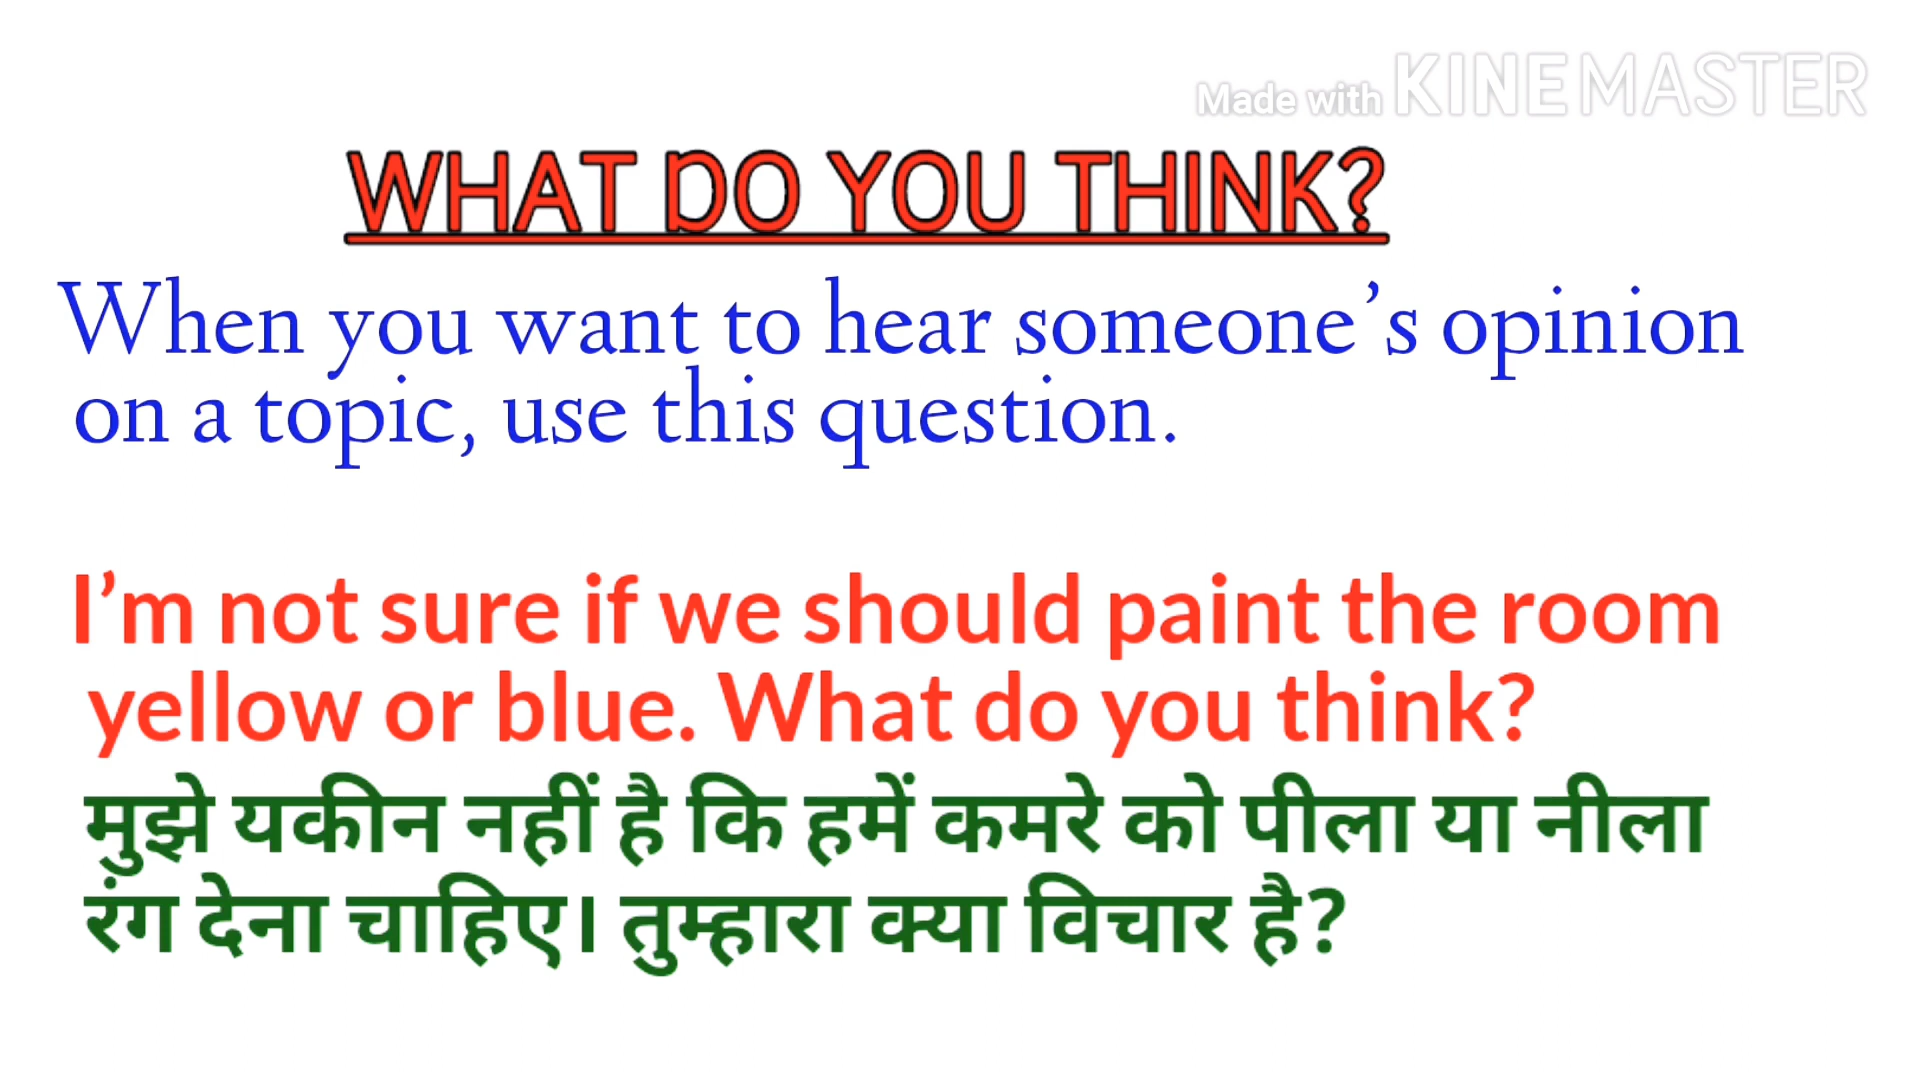 Made with KINEMASTER
WHAT DO YOU THINK?
When you want to hear someone’s opinion
on a topic, use this question.
I’m not sure if we should paint the room
yellow or blue. What do you think?
मुझे यकीन नहीं है कि हमें कमरे को पीला या नीला
रंग देना चाहिए। तुम्हारा क्या विचार है?